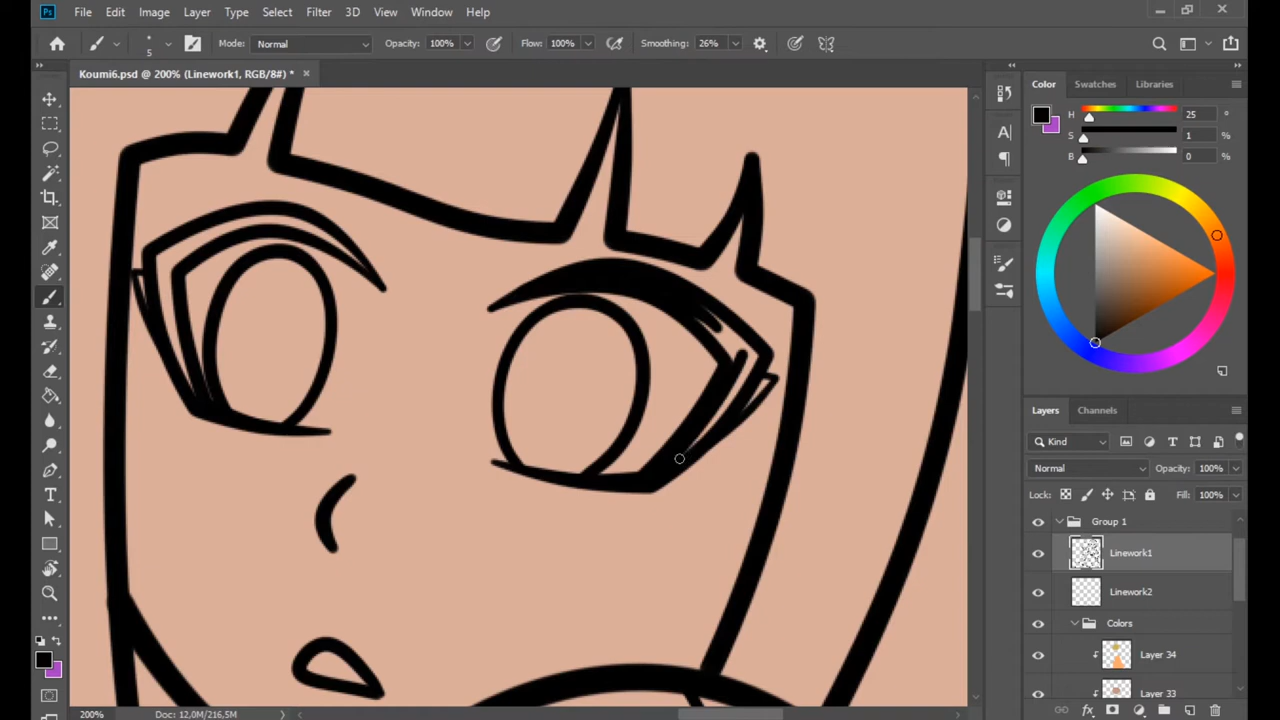 Ps File Edit Image Layer Type Select Filter 3D View Window Help
5 Mode: Normal Opacity: 100% Flow: 100% Smoothing: 26%
Koumi6.psd @ 200% (Linework1, RGB/8#) *
Color Swatches Libraries
H 25 °
S 1 %
B 0 %
Layers Channels
Kind
Normal Opacity: 100%
Lock: Fill: 100%
Group 1
Linework1
Linework2
Colors
Layer 34
Layer 33
200% Doc: 12,0M/216,5M